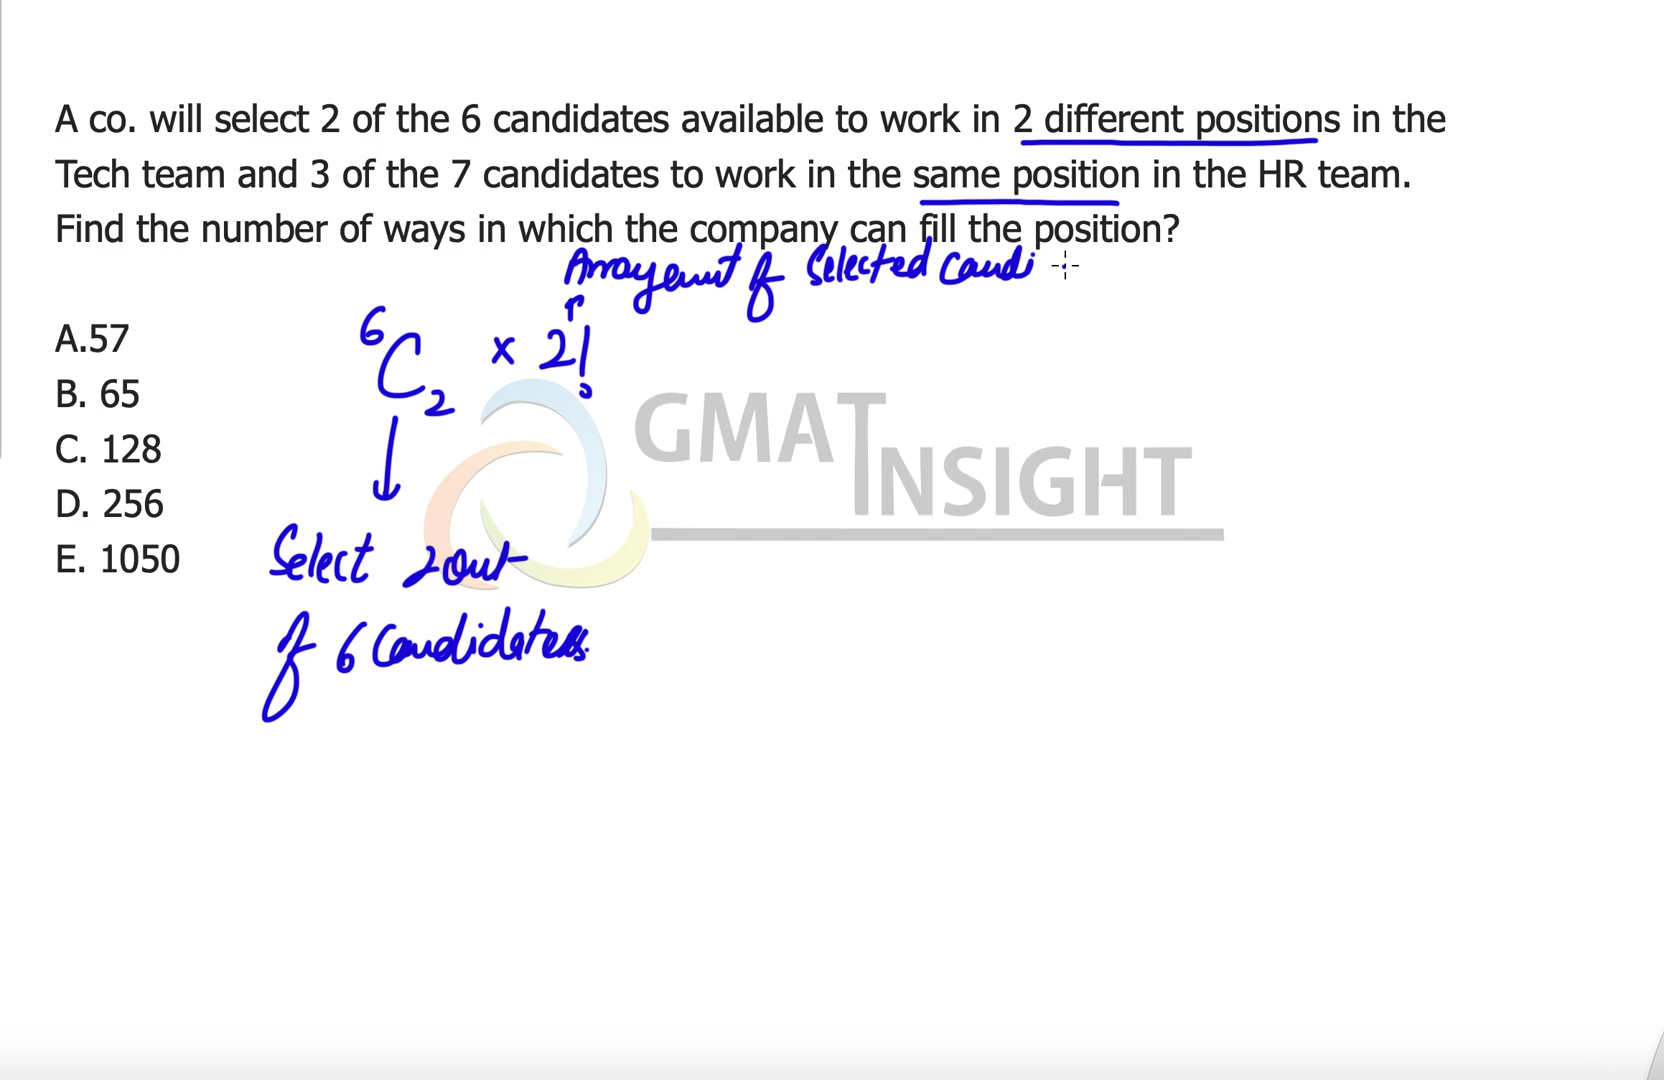 A co. will select 2 of the 6 candidates available to work in 2 different positions in the
Tech team and 3 of the 7 candidates to work in the same position in the HR team.
Find the number of ways in which the company can fill the position?
Arrayemnt of Selected Candi
A.57
B. 65
C. 128
D. 256
E. 1050
6C2 × 2!
Select 2 out
of 6 Candidates.
GMAT INSIGHT